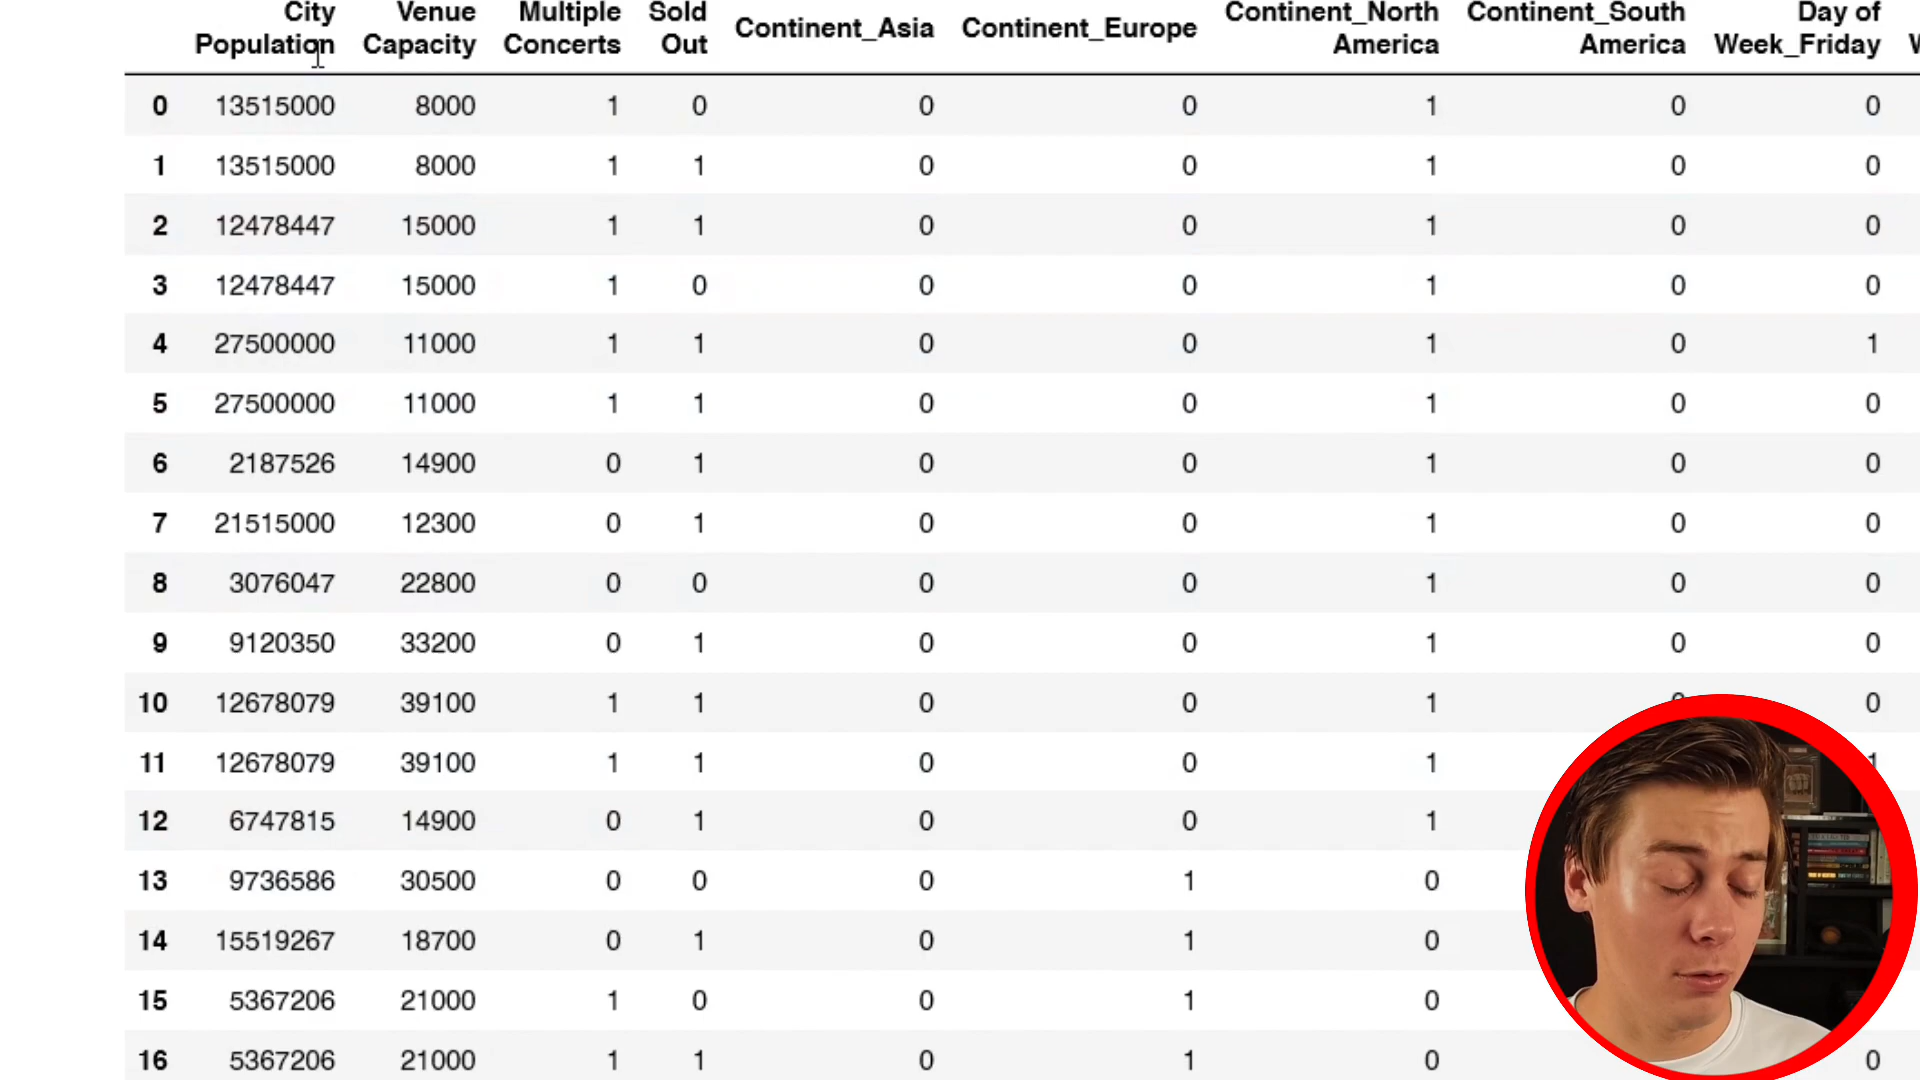 City Population Venue Capacity Multiple Concerts Sold Out Continent_Asia Continent_Europe Continent_North America Continent_South America Day of Week_Friday
0 13515000 8000 1 0 0 0 1 0 0
1 13515000 8000 1 1 0 0 1 0 0
2 12478447 15000 1 1 0 0 1 0 0
3 12478447 15000 1 0 0 0 1 0 0
4 27500000 11000 1 1 0 0 1 0 1
5 27500000 11000 1 1 0 0 1 0 0
6 2187526 14900 0 1 0 0 1 0 0
7 21515000 12300 0 1 0 0 1 0 0
8 3076047 22800 0 0 0 0 1 0 0
9 9120350 33200 0 1 0 0 1 0 0
10 12678079 39100 1 1 0 0 1 0 0
11 12678079 39100 1 1 0 0 1 1
12 6747815 14900 0 1 0 0 1
13 9736586 30500 0 0 0 1 0
14 15519267 18700 0 1 0 1 0
15 5367206 21000 1 0 0 1 0
16 5367206 21000 1 1 0 1 0 0